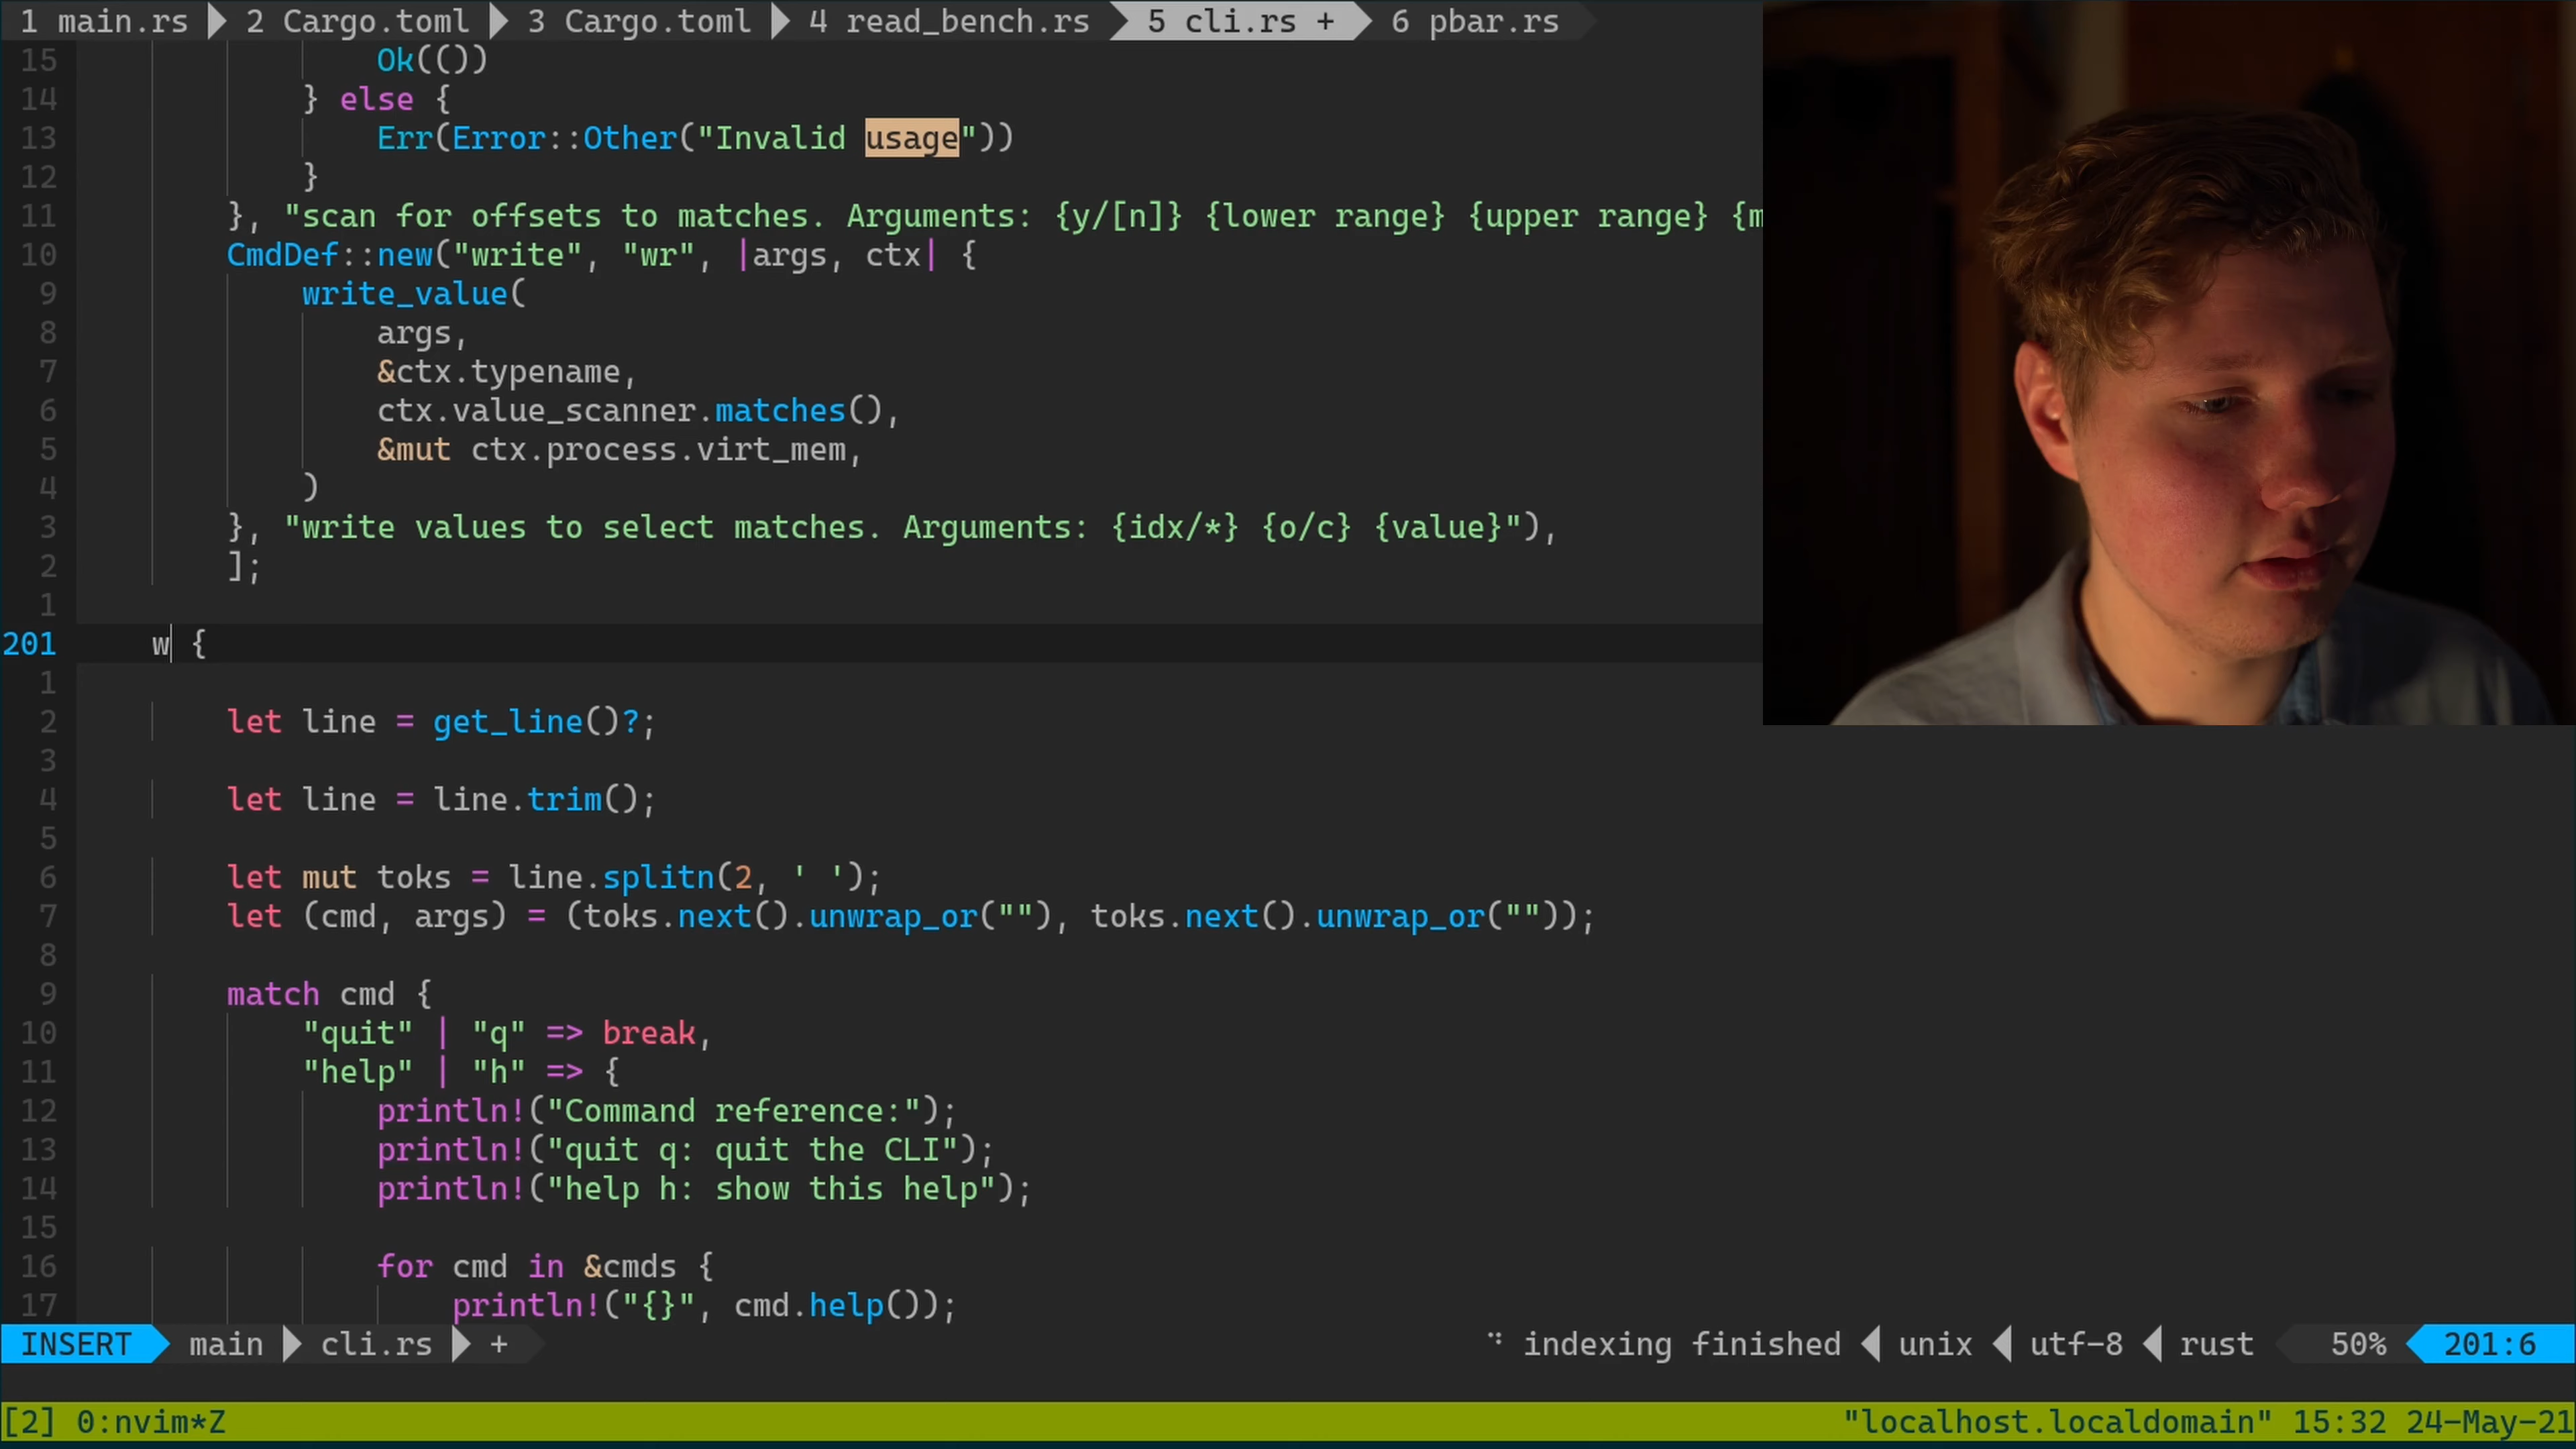 1 main.rs 2 Cargo.toml 3 Cargo.toml 4 read_bench.rs 5 cli.rs + 6 pbar.rs
15 Ok(())
14 } else {
13 Err(Error::Other("Invalid usage"))
12 }
11 }, "scan for offsets to matches. Arguments: {y/[n]} {lower range} {upper range} {m
10 CmdDef::new("write", "wr", |args, ctx| {
9 write_value(
8 args,
7 &ctx.typename,
6 ctx.value_scanner.matches(),
5 &mut ctx.process.virt_mem,
4 )
3 }, "write values to select matches. Arguments: {idx/*} {o/c} {value}"),
2 ];
1
201 w {
1
2 let line = get_line()?;
3
4 let line = line.trim();
5
6 let mut toks = line.splitn(2, ' ');
7 let (cmd, args) = (toks.next().unwrap_or(""), toks.next().unwrap_or(""));
8
9 match cmd {
10 "quit" | "q" => break,
11 "help" | "h" => {
12 println!("Command reference:");
13 println!("quit q: quit the CLI");
14 println!("help h: show this help");
15
16 for cmd in &cmds {
17 println!("{}", cmd.help());
INSERT main cli.rs + indexing finished unix utf-8 rust 50% 201:6
[2] 0:nvim*Z "localhost.localdomain" 15:32 24-May-21